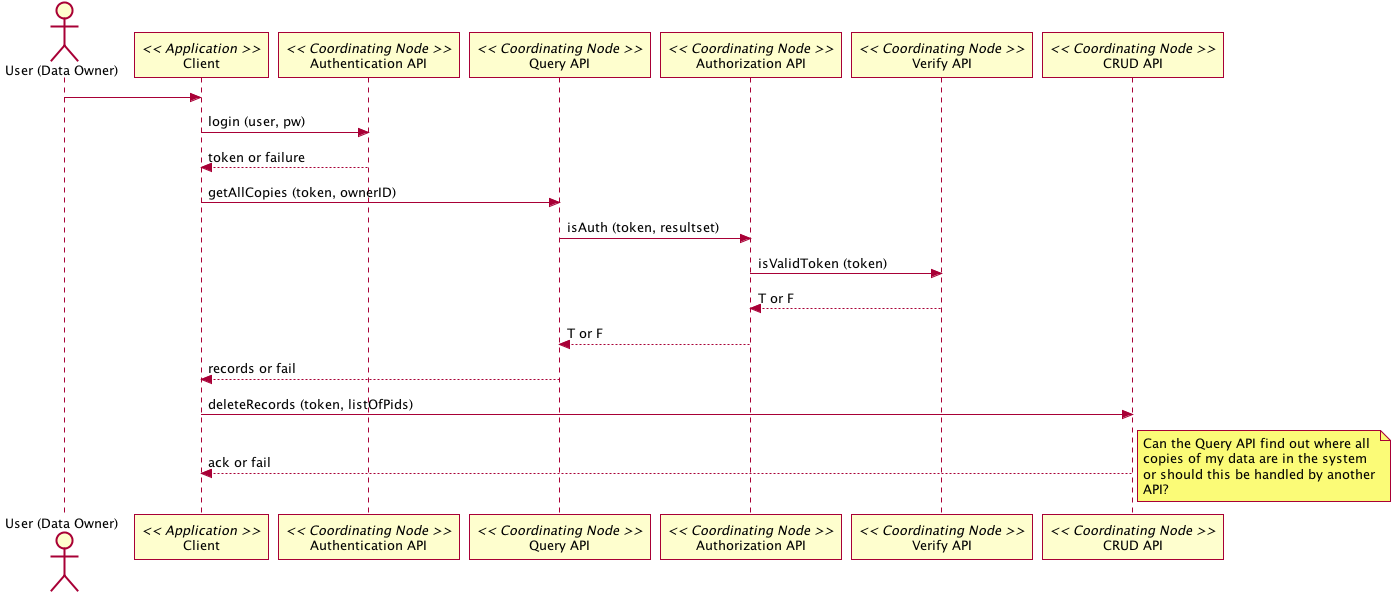 User (Data Owner)
<< Application >>
Client
<< Coordinating Node >>
Authentication API
<< Coordinating Node >>
Query API
<< Coordinating Node >>
Authorization API
<< Coordinating Node >>
Verify API
<< Coordinating Node >>
CRUD API
login (user, pw)
token or failure
getAllCopies (token, ownerID)
isAuth (token, resultset)
isValidToken (token)
T or F
T or F
records or fail
deleteRecords (token, listOfPids)
Can the Query API find out where all
copies of my data are in the system
or should this be handled by another
API?
ack or fail
User (Data Owner)
<< Application >>
Client
<< Coordinating Node >>
Authentication API
<< Coordinating Node >>
Query API
<< Coordinating Node >>
Authorization API
<< Coordinating Node >>
Verify API
<< Coordinating Node >>
CRUD API